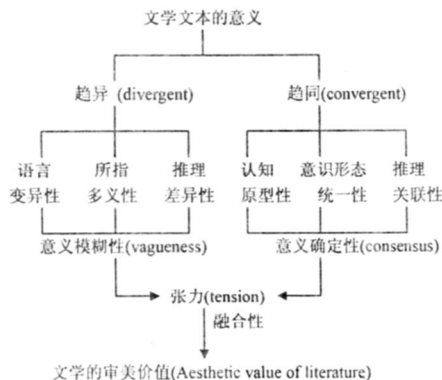 文学文本的意义
趋异 (divergent) 趋同(convergent)
语言 所指 推理 认知 意识形态 推理
变异性 多义性 差异性 原型性 统一性 关联性
意义模糊性(vagueness) 意义确定性(consensus)
张力(tension)
融合性
文学的审美价值(Aesthetic value of literature)